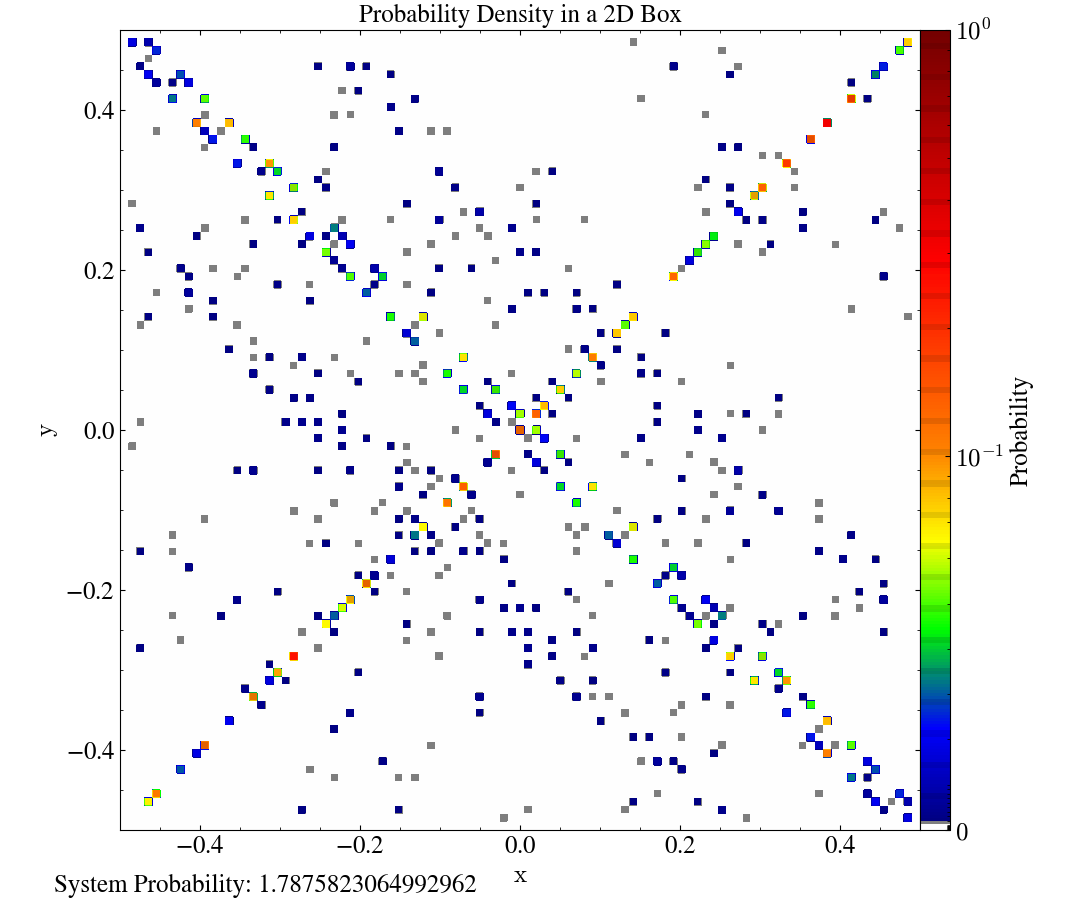 Probability Density in a 2D Box
10^0
0.4
0.2
0.0
−0.2
−0.4
y
10^−1
Probability
0
−0.4 −0.2 0.0 0.2 0.4
x
System Probability: 1.7875823064992962